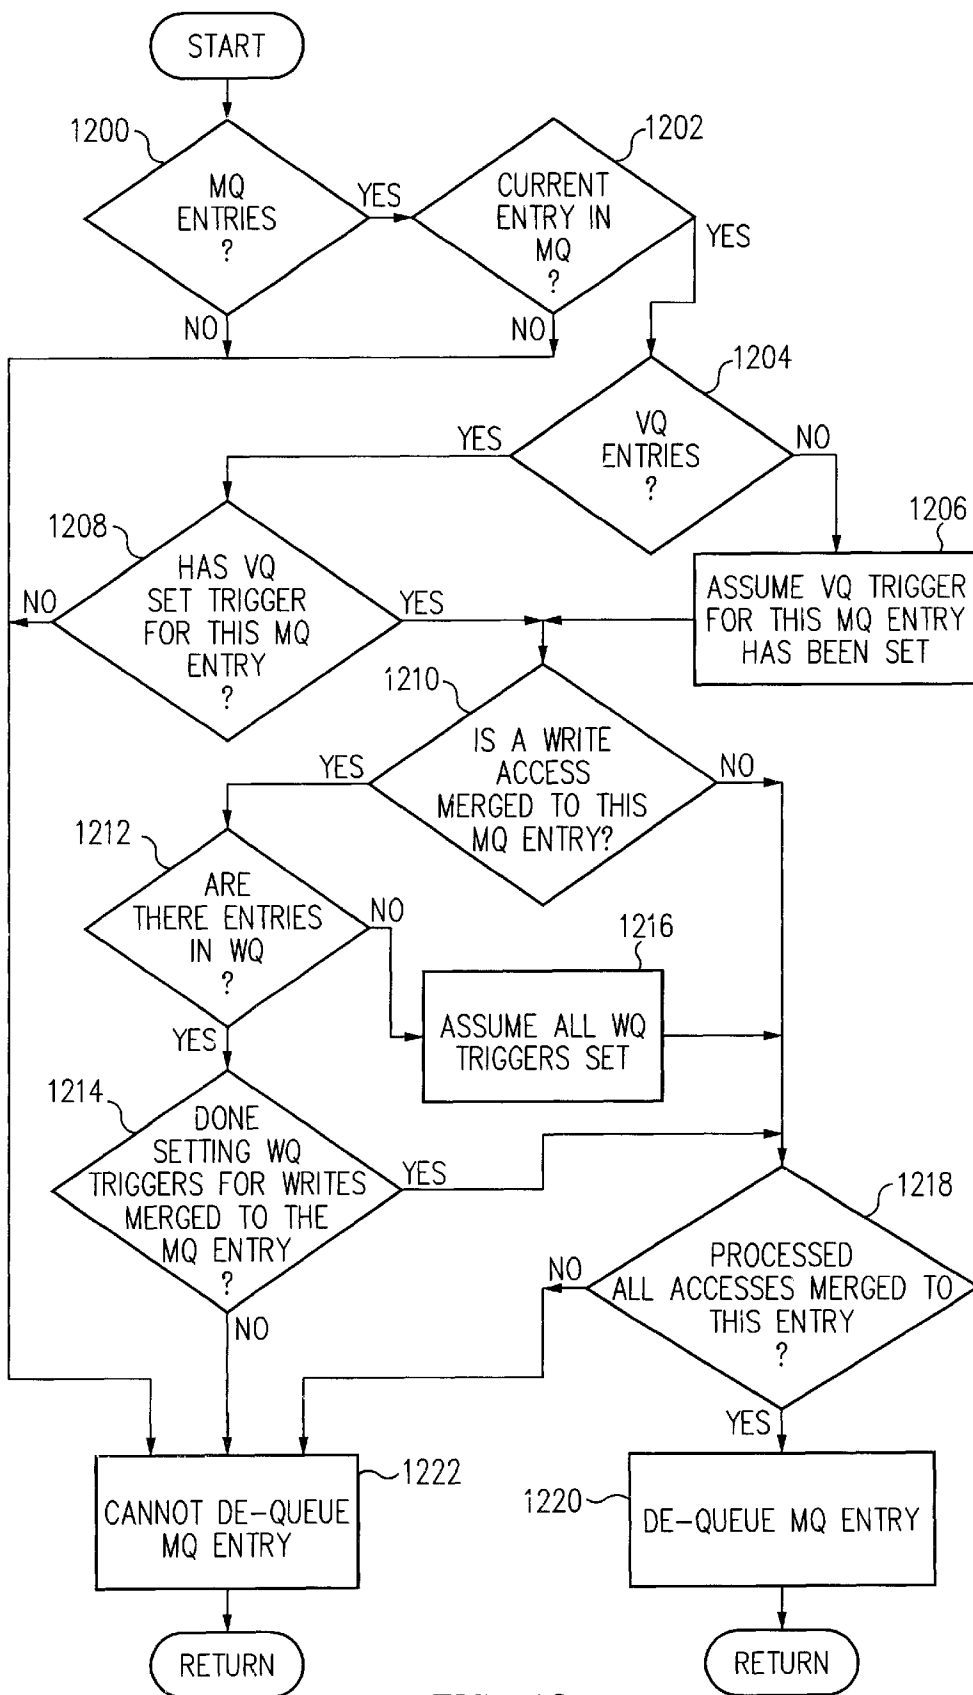 START
1200
MQ
ENTRIES
?
YES
NO
1202
CURRENT
ENTRY IN
MQ
?
YES
NO
1204
VQ
ENTRIES
?
YES
NO
1206
ASSUME VQ TRIGGER
FOR THIS MQ ENTRY
HAS BEEN SET
1208
HAS VQ
SET TRIGGER
FOR THIS MQ
ENTRY
?
NO
YES
1210
IS A WRITE
ACCESS
MERGED TO THIS
MQ ENTRY?
YES
NO
1212
ARE
THERE ENTRIES
IN WQ
?
NO
YES
1216
ASSUME ALL WQ
TRIGGERS SET
1214
DONE
SETTING WQ
TRIGGERS FOR WRITES
MERGED TO THE
MQ ENTRY
?
YES
NO
1218
PROCESSED
ALL ACCESSES MERGED TO
THIS ENTRY
?
NO
YES
1222
CANNOT DE-QUEUE
MQ ENTRY
1220
DE-QUEUE MQ ENTRY
RETURN
RETURN